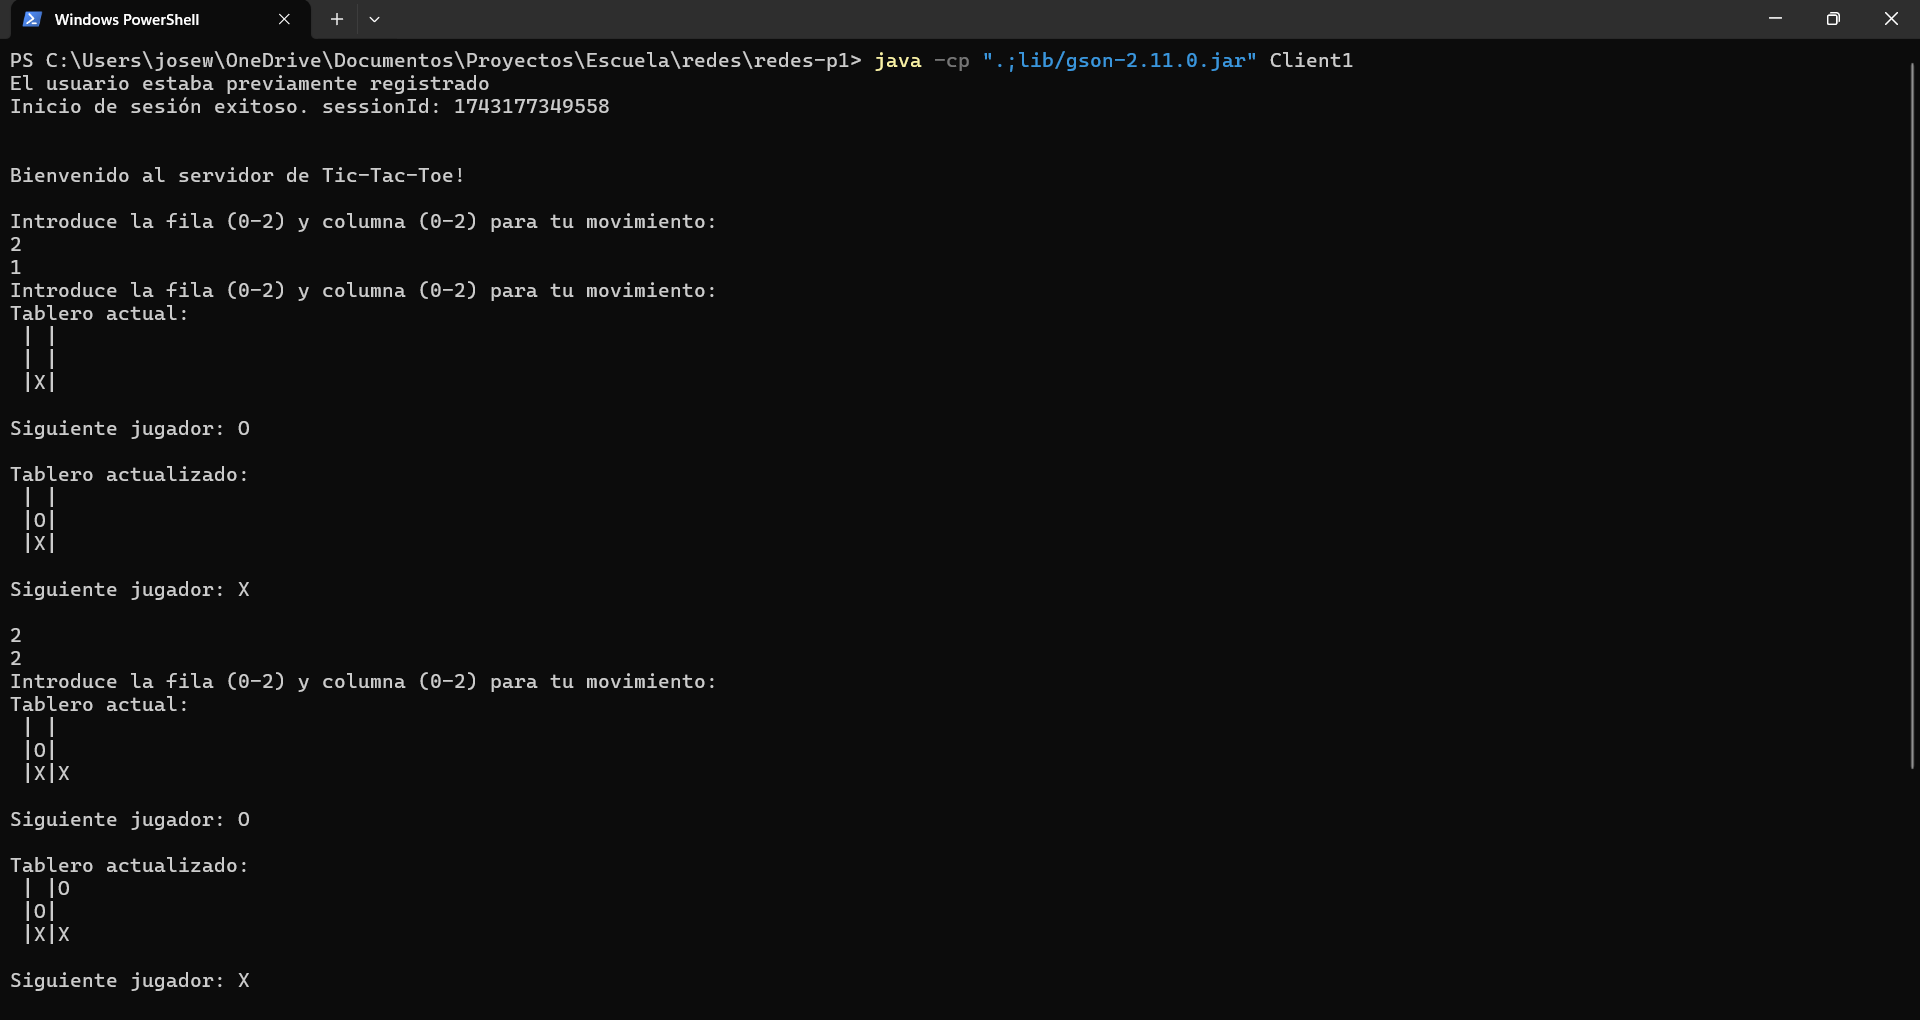 Windows PowerShell
PS C:\Users\josew\OneDrive\Documentos\Proyectos\Escuela\redes\redes-p1> java -cp ".;lib/gson-2.11.0.jar" Client1
El usuario estaba previamente registrado
Inicio de sesión exitoso. sessionId: 1743177349558
Bienvenido al servidor de Tic-Tac-Toe!
Introduce la fila (0-2) y columna (0-2) para tu movimiento:
2
1
Introduce la fila (0-2) y columna (0-2) para tu movimiento:
Tablero actual:
 | |
 | |
 |X|
Siguiente jugador: O
Tablero actualizado:
 | |
 |O|
 |X|
Siguiente jugador: X
2
2
Introduce la fila (0-2) y columna (0-2) para tu movimiento:
Tablero actual:
 | |
 |O|
 |X|X
Siguiente jugador: O
Tablero actualizado:
 | |O
 |O|
 |X|X
Siguiente jugador: X